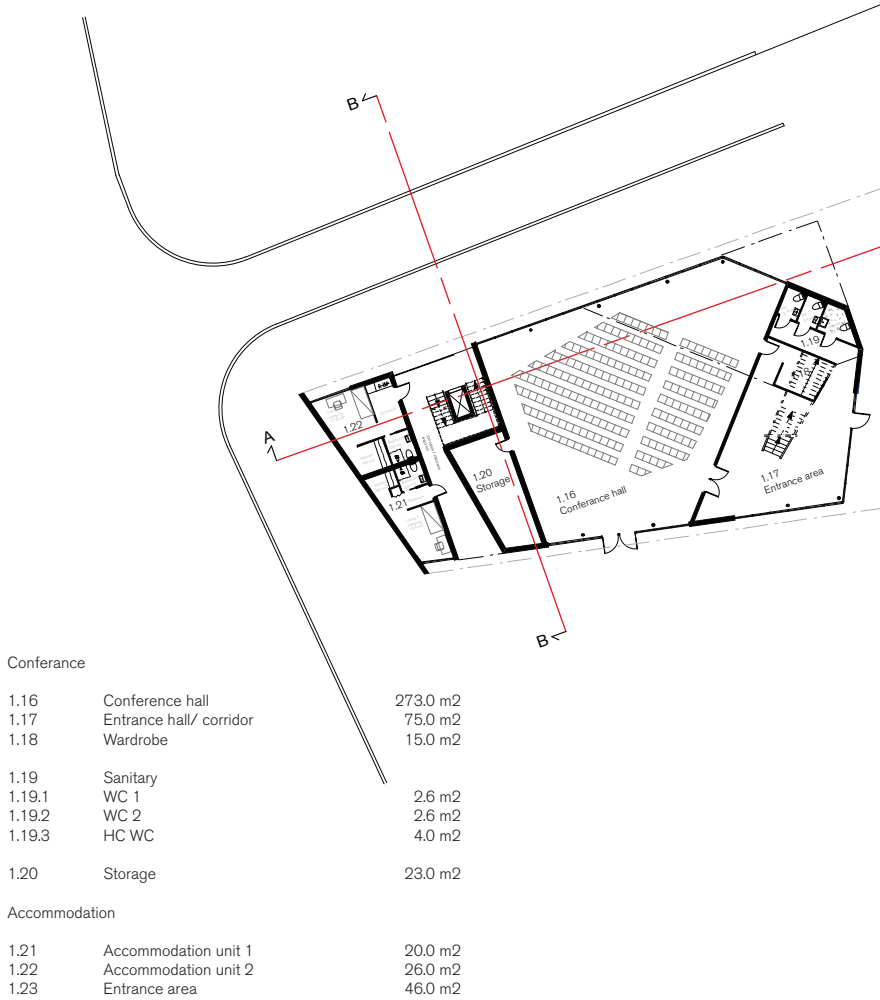 B
A
1.22
1.21
1.20
Storage
1.16
Conferance hall
1.19
1.17
Entrance area
B
Conferance
1.16 Conference hall 273.0 m2
1.17 Entrance hall/ corridor 75.0 m2
1.18 Wardrobe 15.0 m2
1.19 Sanitary
1.19.1 WC 1 2.6 m2
1.19.2 WC 2 2.6 m2
1.19.3 HC WC 4.0 m2
1.20 Storage 23.0 m2
Accommodation
1.21 Accommodation unit 1 20.0 m2
1.22 Accommodation unit 2 26.0 m2
1.23 Entrance area 46.0 m2